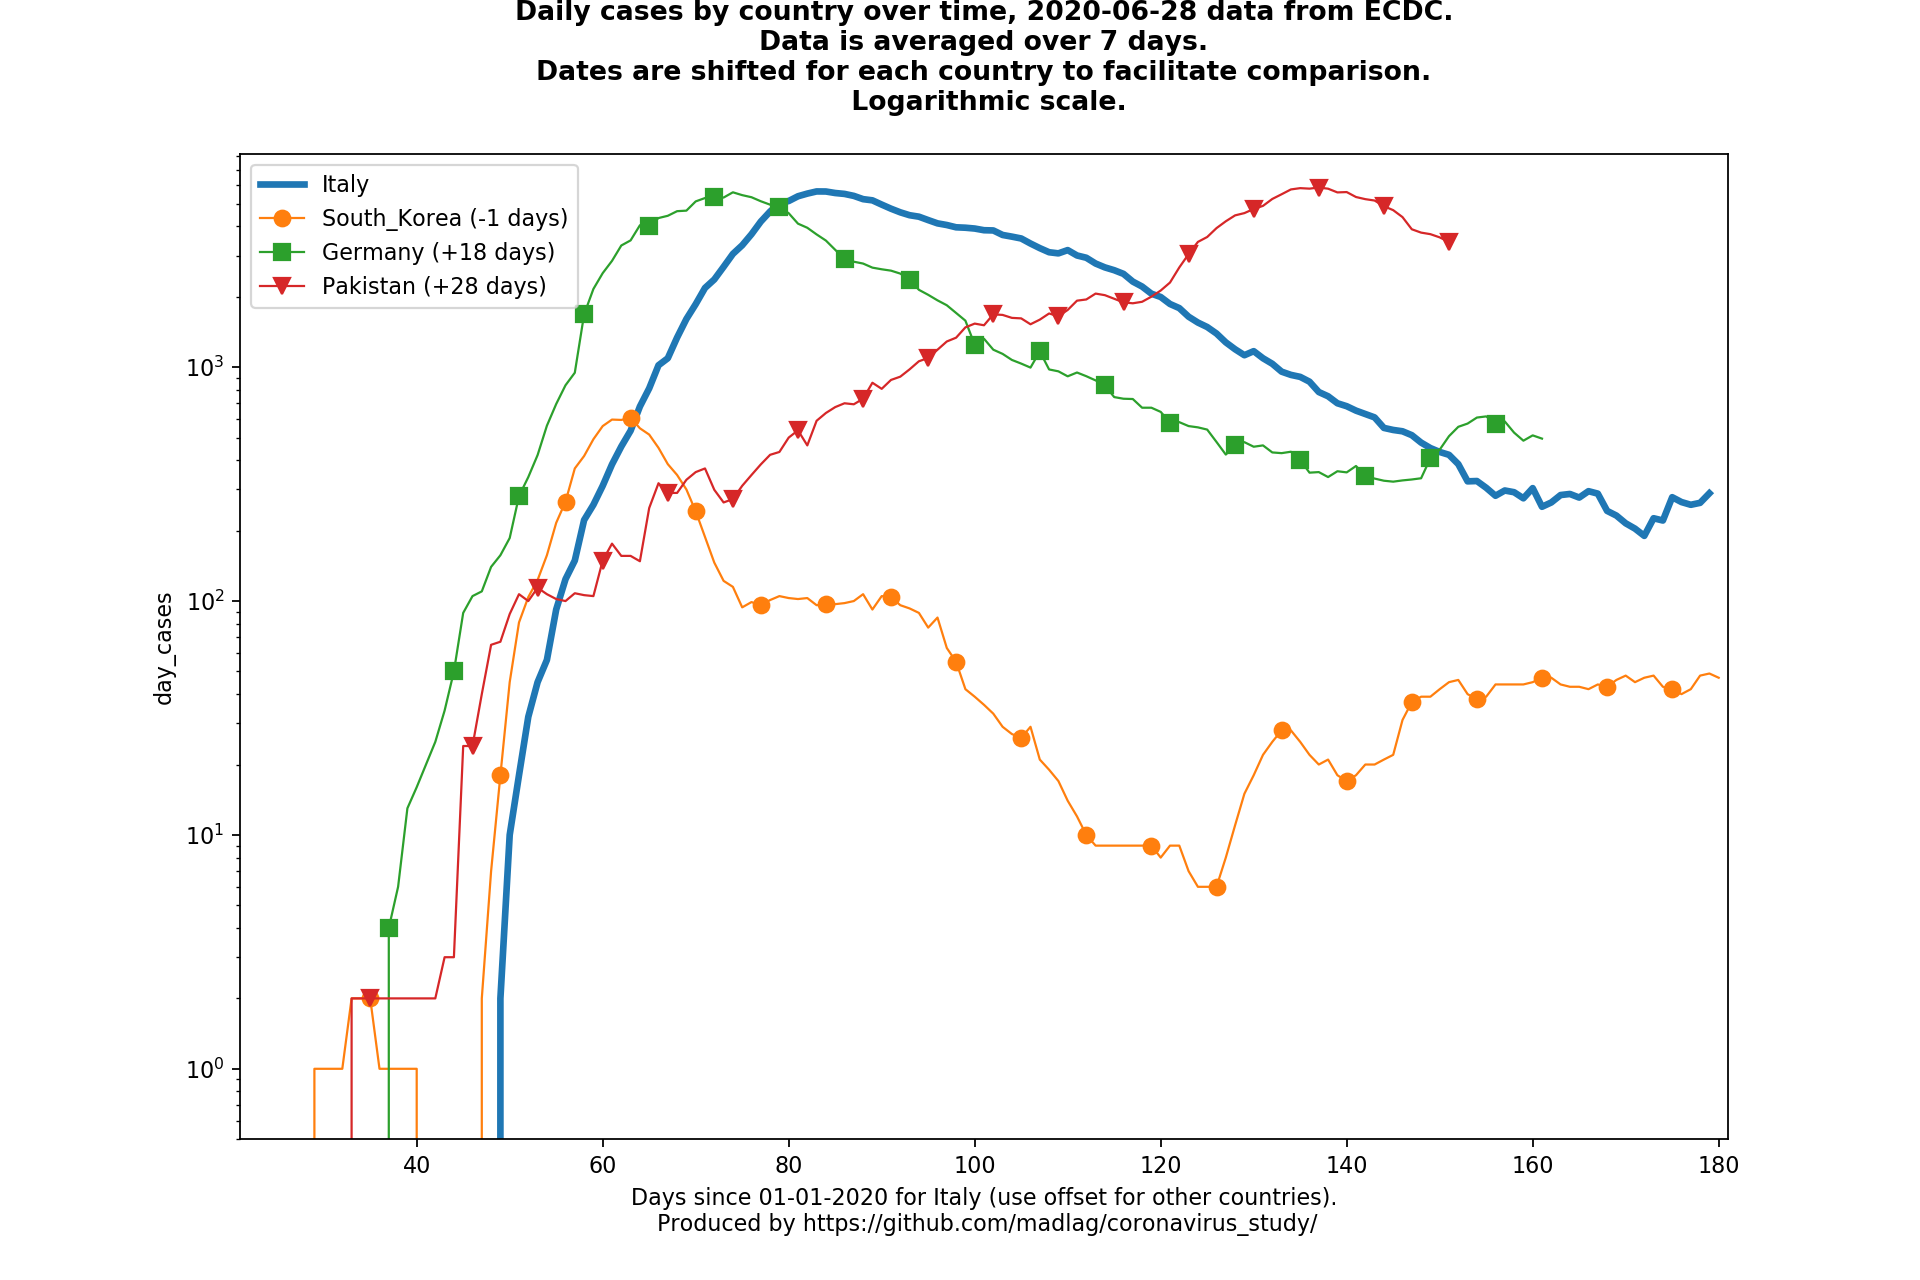 Daily cases by country over time, 2020-06-28 data from ECDC.
Data is averaged over 7 days.
Dates are shifted for each country to facilitate comparison.
Logarithmic scale.
Italy
South_Korea (-1 days)
Germany (+18 days)
Pakistan (+28 days)
10³
10²
10¹
10⁰
day_cases
40 60 80 100 120 140 160 180
Days since 01-01-2020 for Italy (use offset for other countries).
Produced by https://github.com/madlag/coronavirus_study/